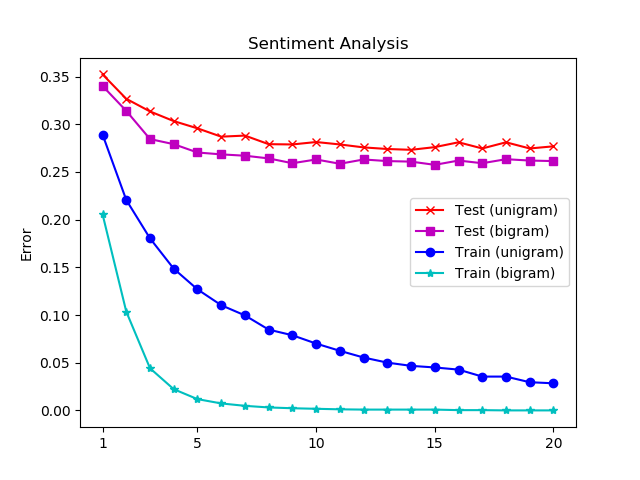 Sentiment Analysis
0.35
0.30
0.25
0.20
0.15
0.10
0.05
0.00
Error
Test (unigram)
Test (bigram)
Train (unigram)
Train (bigram)
1 5 10 15 20